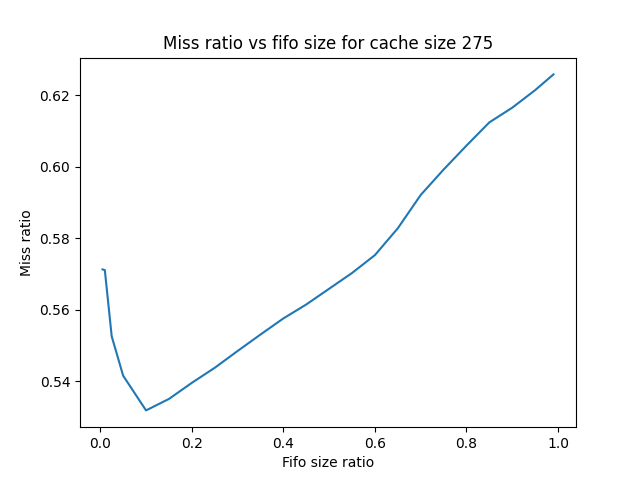 Miss ratio vs fifo size for cache size 275
Miss ratio
0.62
0.60
0.58
0.56
0.54
0.0 0.2 0.4 0.6 0.8 1.0
Fifo size ratio